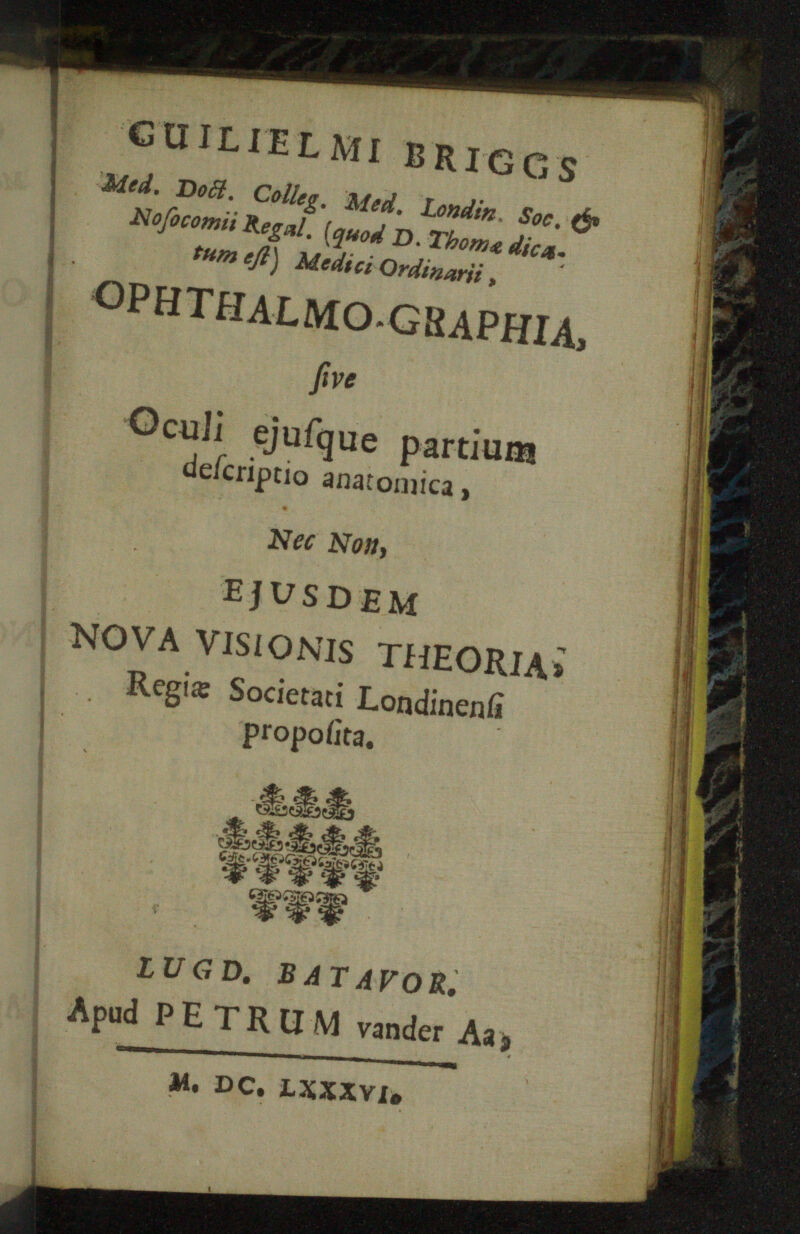 GUILIELMI BRIGGS
Med. Doct. Colleg. Med. Londin. Soc. &
Noſocomii Regal. (quod D. Thomæ dica-
tum eſt) Medici Ordinarii,
OPHTHALMO-GRAPHIA,
ſive
Oculi ejuſque partium
deſcriptio anatomica,
Nec Non,
EJUSDEM
NOVA VISIONIS THEORIA;
Regiæ Societati Londinenſi
propoſita.
LUGD. BATAVOR.
Apud PETRUM vander Aa,
M. DC. LXXXVI.